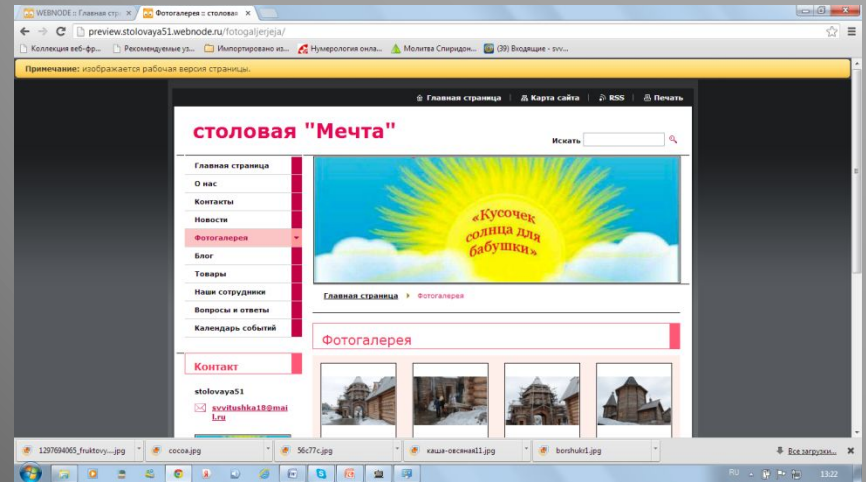 WEBNODE :: Главная стр
Фотогалерея :: столовая
preview.stolovaya51.webnode.ru/fotogaljerjeja/
Коллекция веб-фр...
Рекомендуемые уз...
Импортировано из...
Нумерология онла...
Молитва Спиридон...
(39) Входящие - svv...
Примечание: изображается рабочая версия страницы.
Главная страница
Карта сайта
RSS
Печать
столовая "Мечта"
Искать
Главная страница
О нас
Контакты
Новости
Фотогалерея
Блог
Товары
Наши сотрудники
Вопросы и ответы
Календарь событий
«Кусочек
солнца для
бабушки»
Главная страница
Фотогалерея
Фотогалерея
Контакт
stolovaya51
svvitushka18@mai
l.ru
1297694065_fruktovy....jpg
cocoa.jpg
56c77c.jpg
каша-овсяная11.jpg
borshukr1.jpg
Все загрузки...
RU
13:22